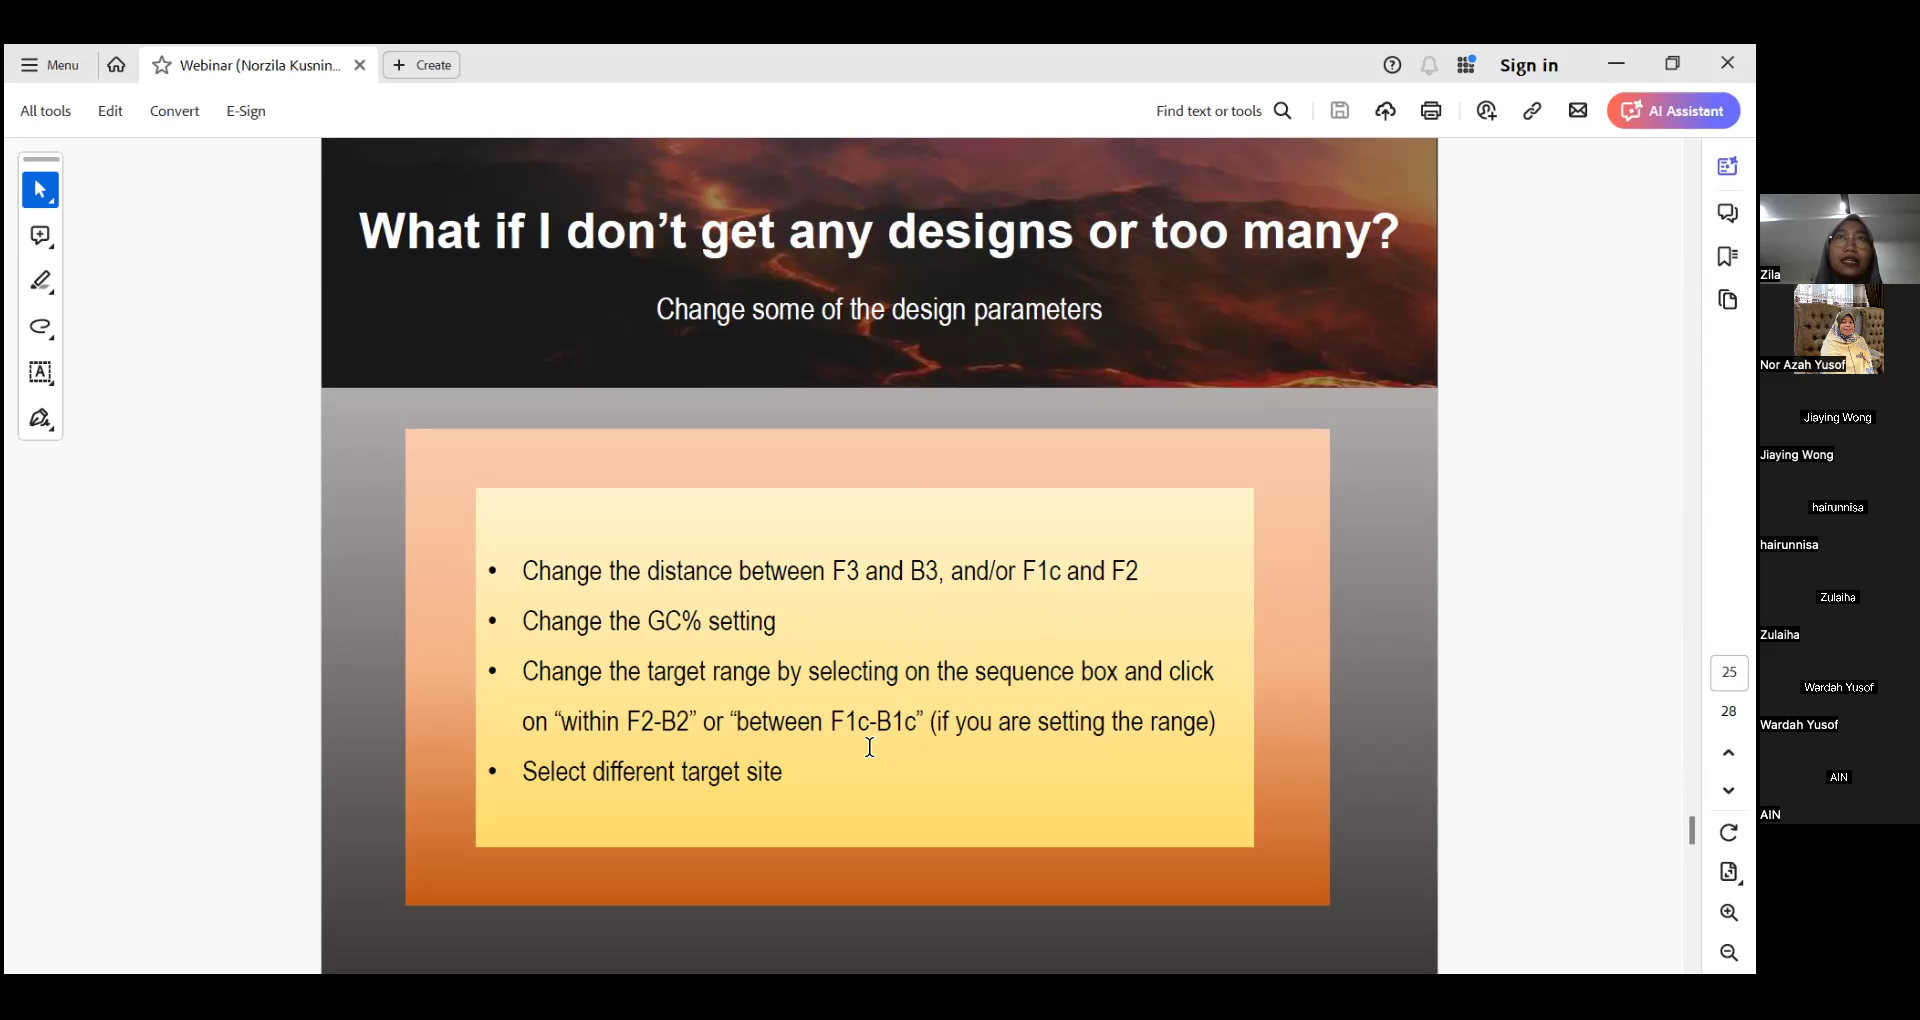 Menu
Webinar (Norzila Kusnin...
Create
Sign in
All tools
Edit
Convert
E-Sign
Find text or tools
AI Assistant
What if I don’t get any designs or too many?
Change some of the design parameters
• Change the distance between F3 and B3, and/or F1c and F2
• Change the GC% setting
• Change the target range by selecting on the sequence box and click
on “within F2-B2” or “between F1c-B1c” (if you are setting the range)
• Select different target site
25
28
Zila
Nor Azah Yusof
Jiaying Wong
Jiaying Wong
hairunnisa
hairunnisa
Zulaiha
Zulaiha
Wardah Yusof
Wardah Yusof
AIN
AIN